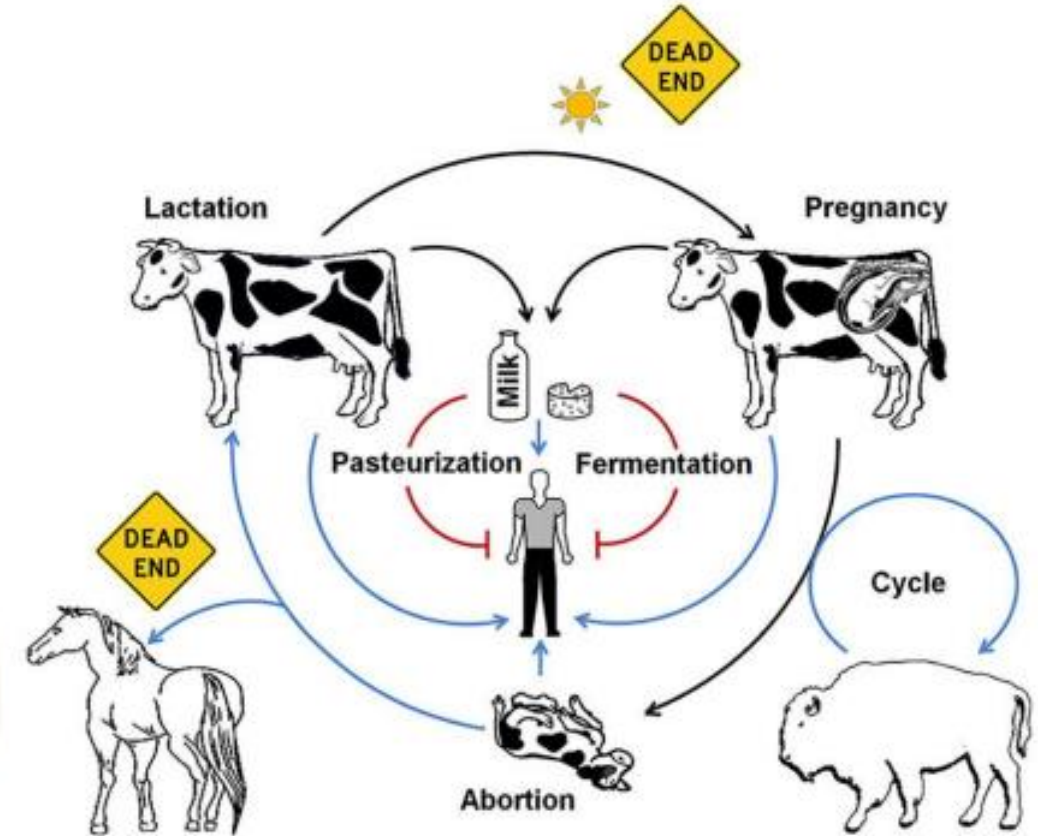 DEAD
END
Lactation
Pregnancy
Milk
Pasteurization
Fermentation
DEAD
END
Cycle
Abortion